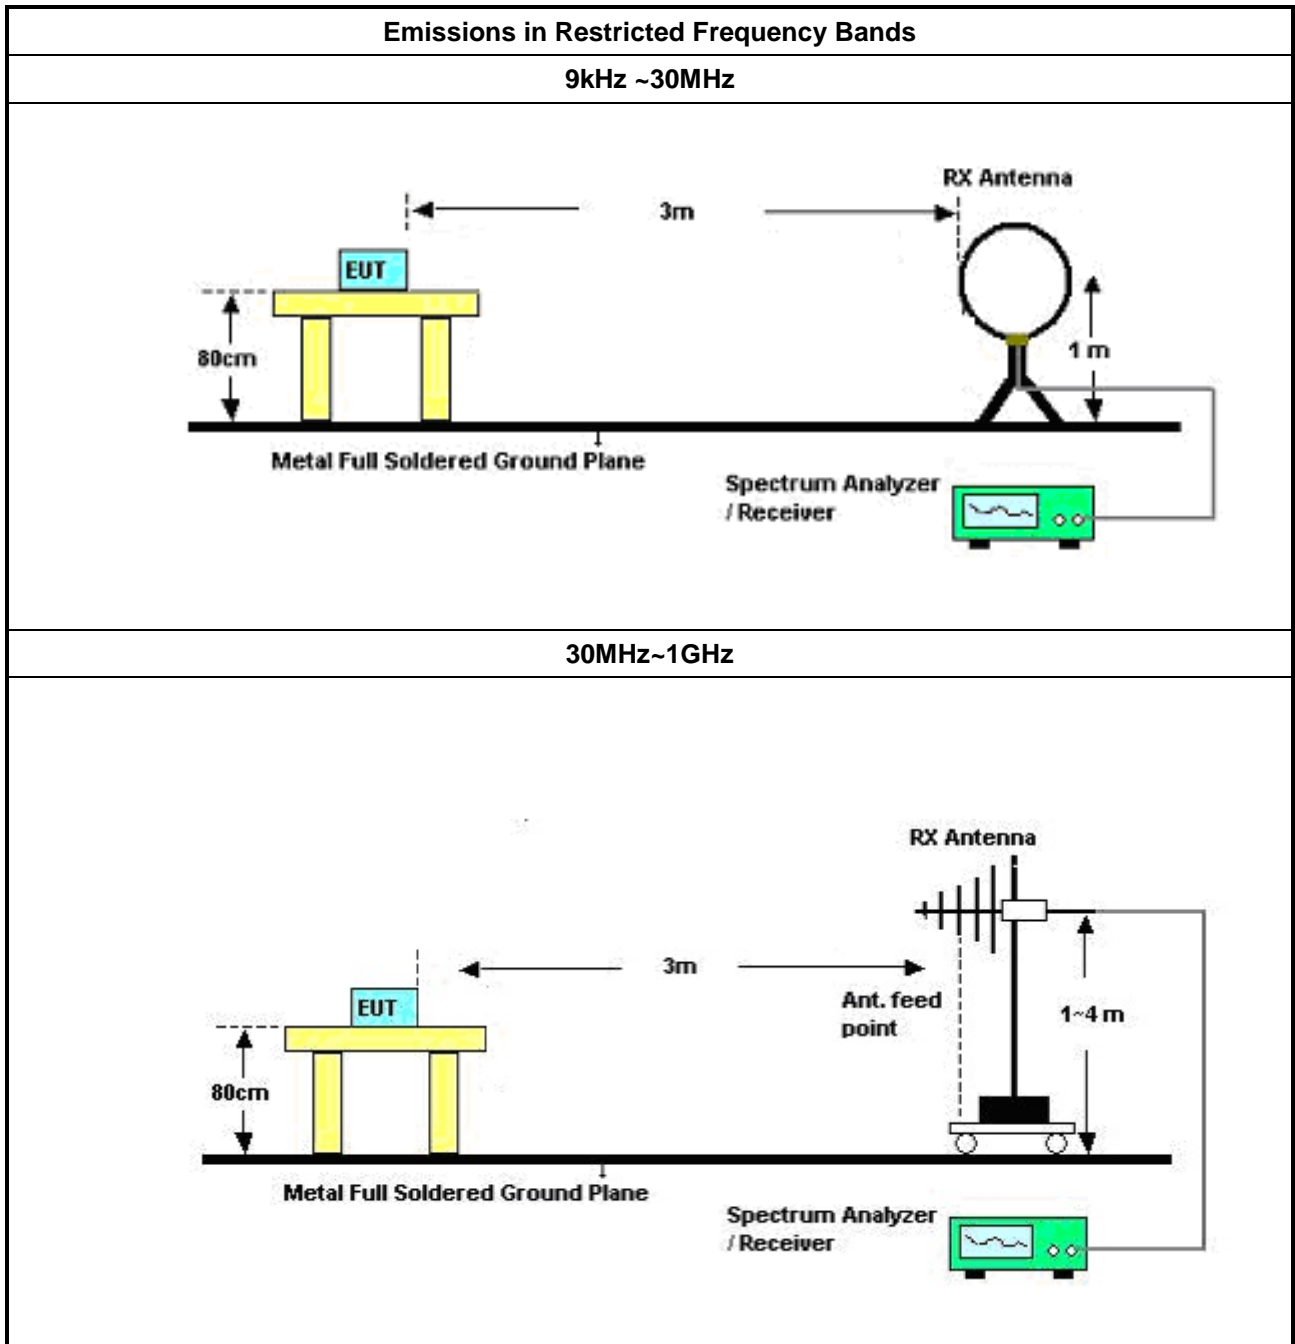 Emissions in Restricted Frequency Bands
9kHz ~30MHz
RX Antenna
3m
EUT
80cm
1 m
Metal Full Soldered Ground Plane
Spectrum Analyzer
/ Receiver
30MHz~1GHz
RX Antenna
3m
EUT
Ant. feed
point
1~4 m
80cm
Metal Full Soldered Ground Plane
Spectrum Analyzer
/ Receiver